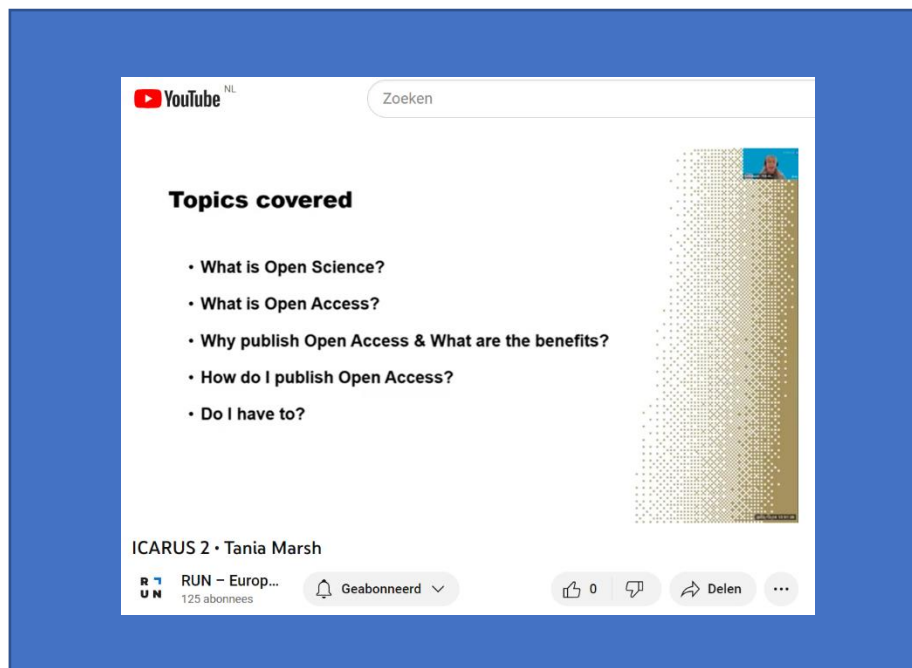 YouTube NL
Zoeken
Topics covered
• What is Open Science?
• What is Open Access?
• Why publish Open Access & What are the benefits?
• How do I publish Open Access?
• Do I have to?
ICARUS 2 • Tania Marsh
R
UN
RUN – Europ...
125 abonnees
Geabonneerd
0
Delen